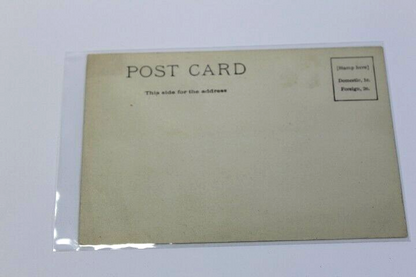 POST CARD
[Stamp here]
Domestic, 1c.
Foreign, 2c.
This side for the address